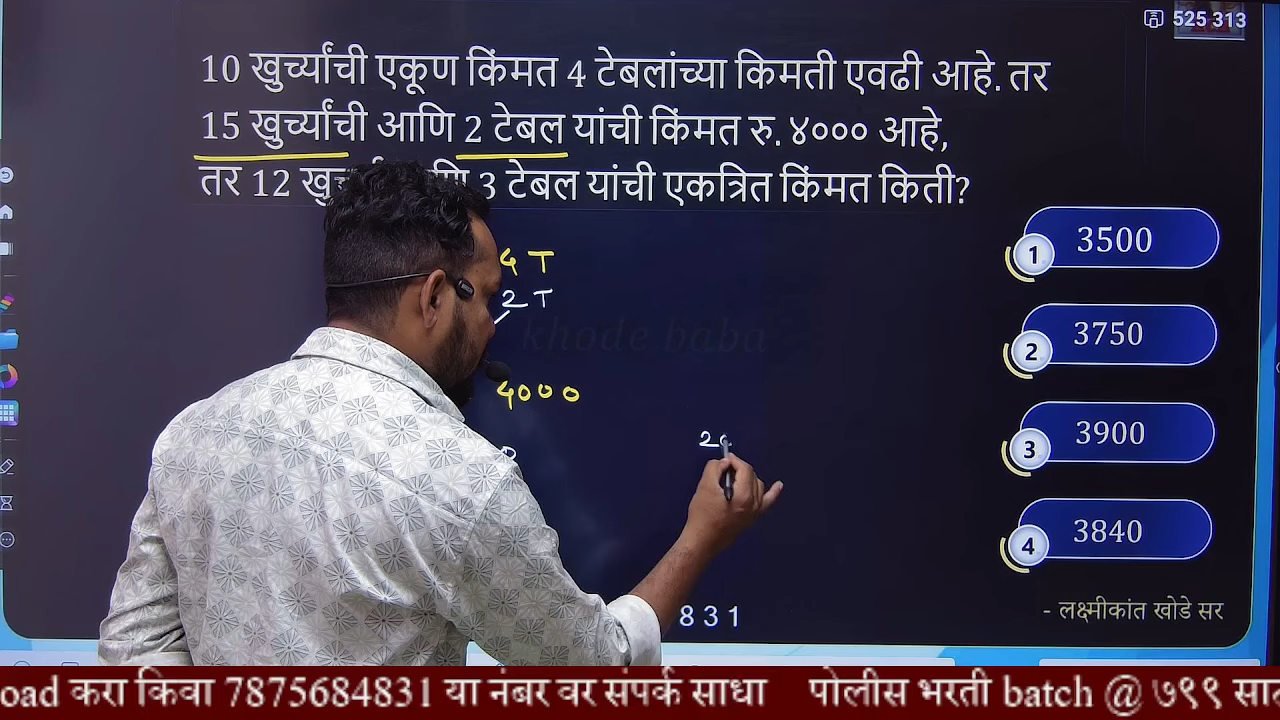 525 313
10 खुर्च्यांची एकूण किंमत 4 टेबलांच्या किमती एवढी आहे. तर
15 खुर्च्यांची आणि 2 टेबल यांची किंमत रु. ४००० आहे,
तर 12 3 टेबल यांची एकत्रित किंमत किती?
4 T
2 T
khode baba
4000
1 3500
2 3750
3 3900
4 3840
831
- लक्ष्मीकांत खोडे सर
oad करा किंवा 7875684831 या नंबर वर संपर्क साधा पोलीस भरती batch @ ७९९